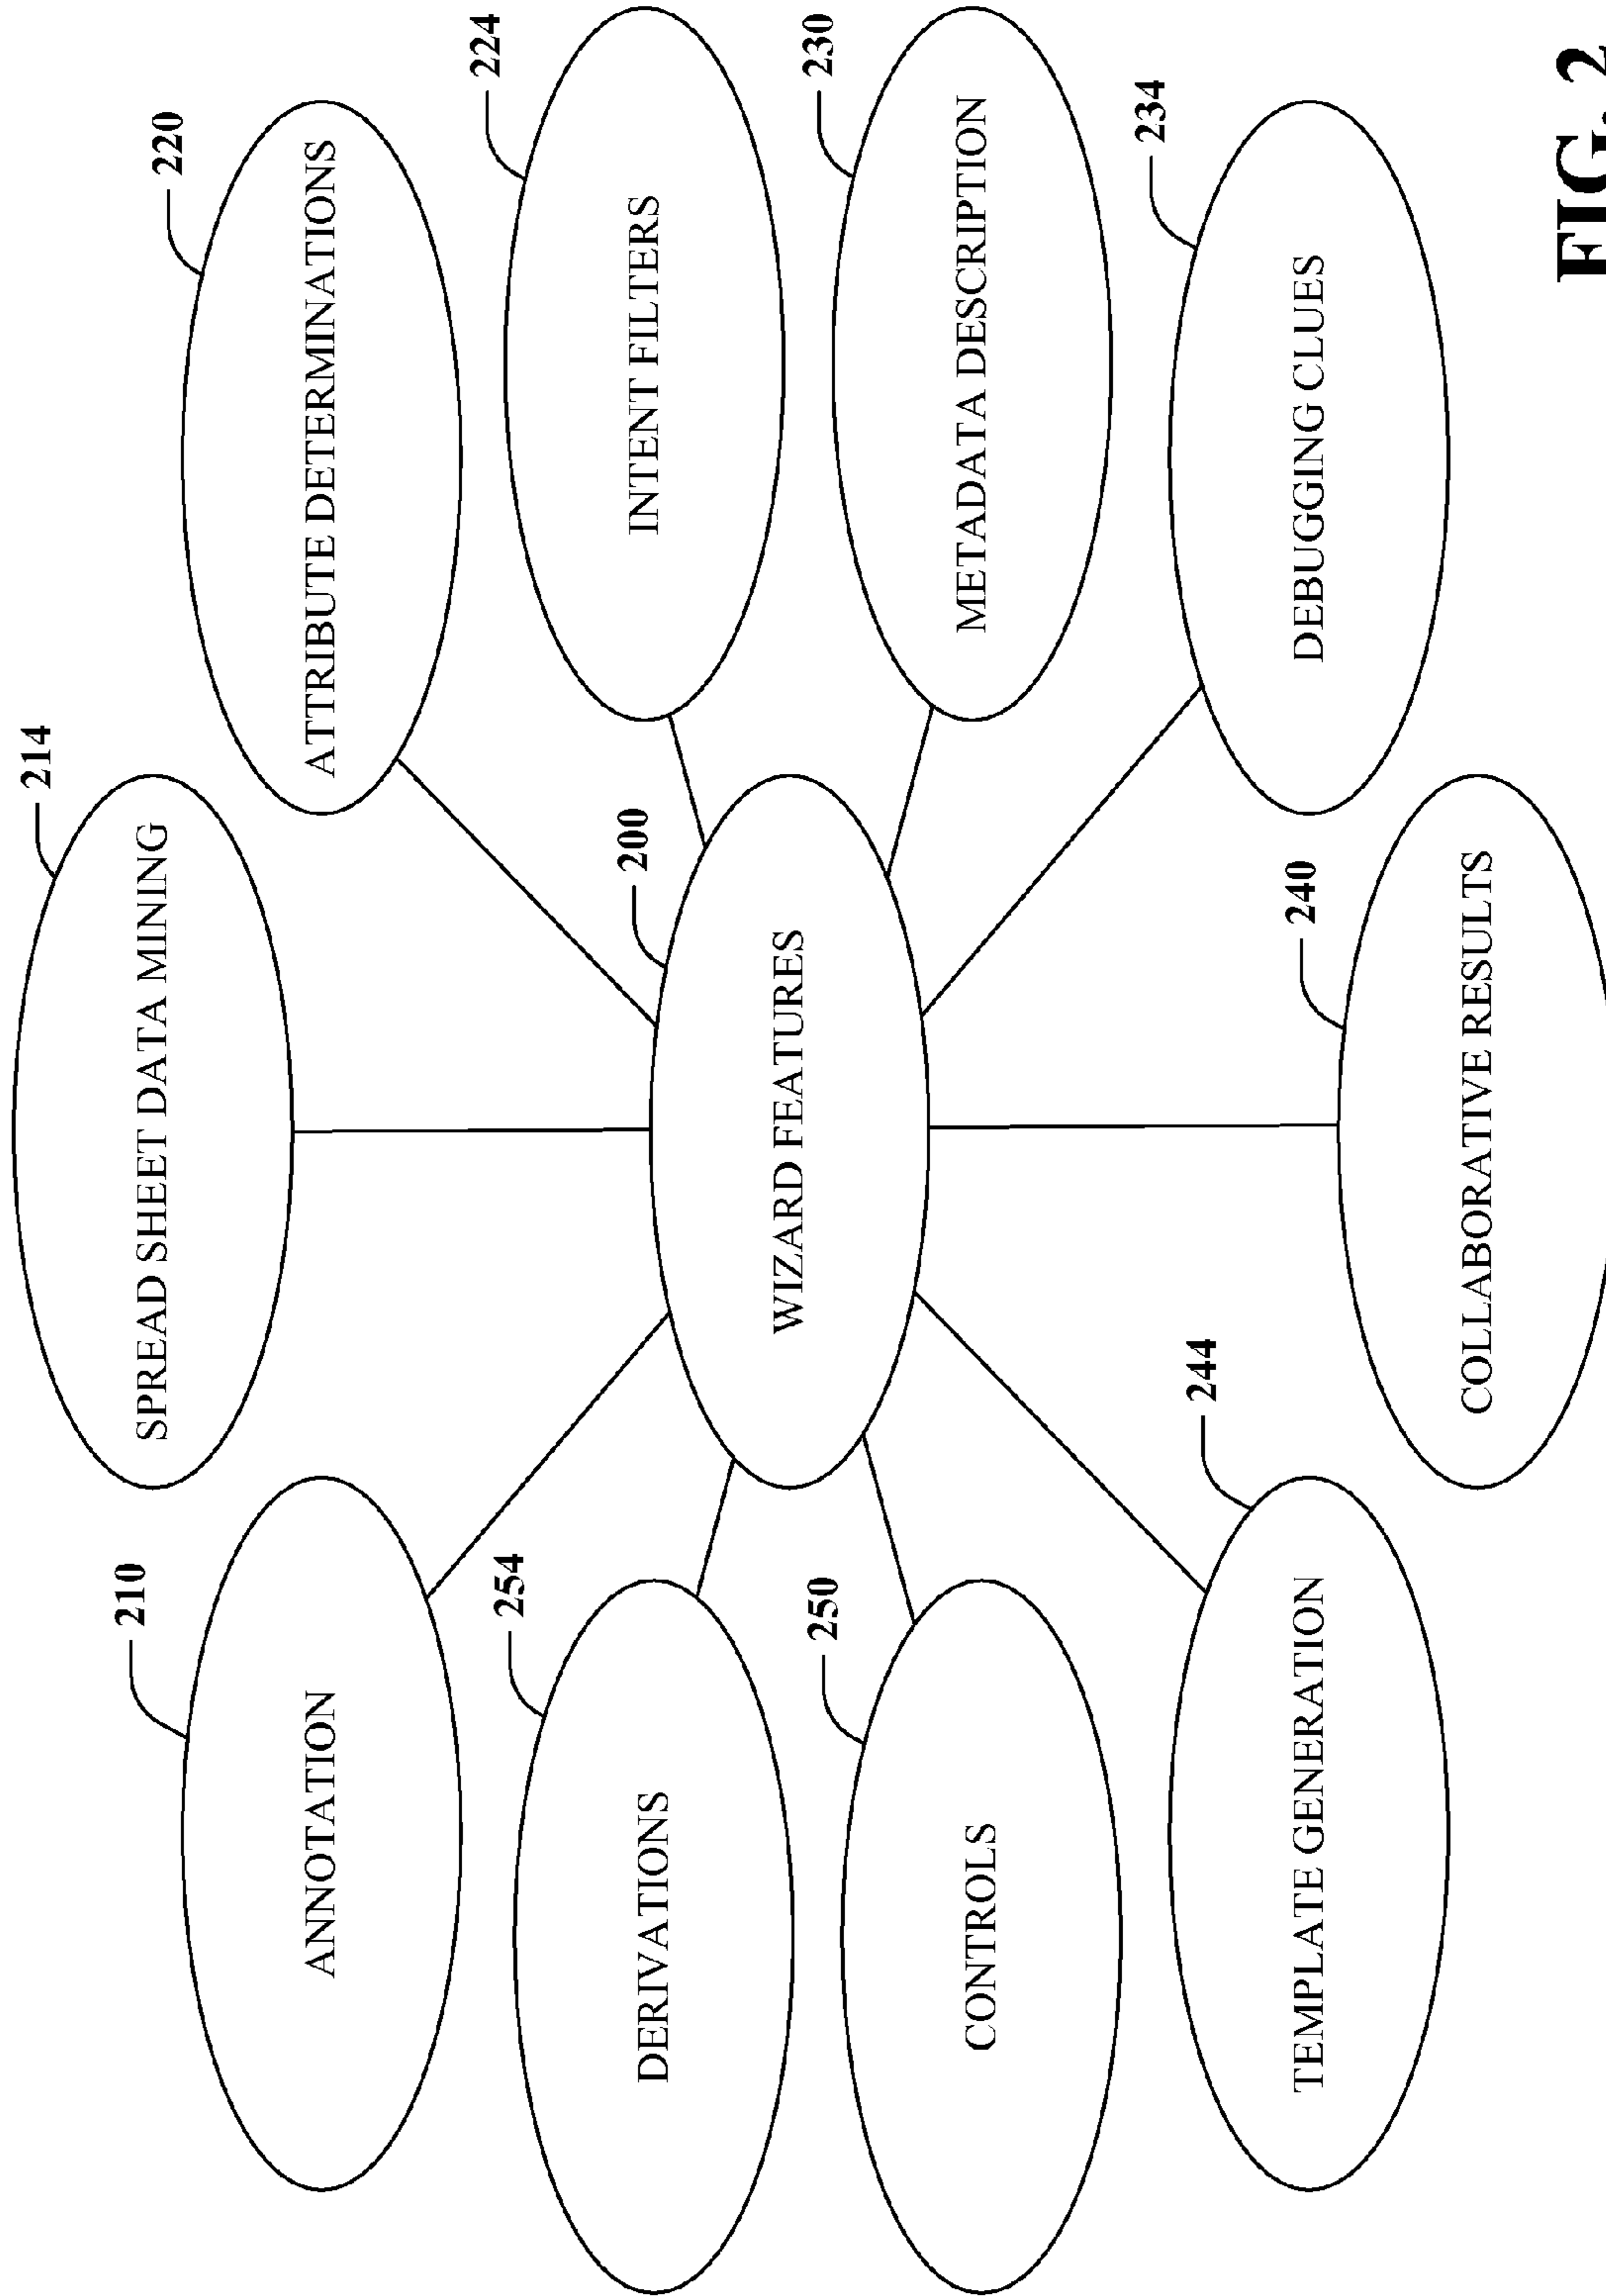 214
SPREAD SHEET DATA MINING
210
ANNOTATION
220
ATTRIBUTE DETERMINATIONS
254
DERIVATIONS
224
INTENT FILTERS
200
WIZARD FEATURES
250
CONTROLS
230
METADATA DESCRIPTION
244
TEMPLATE GENERATION
234
DEBUGGING CLUES
240
COLLABORATIVE RESULTS
FIG. 2